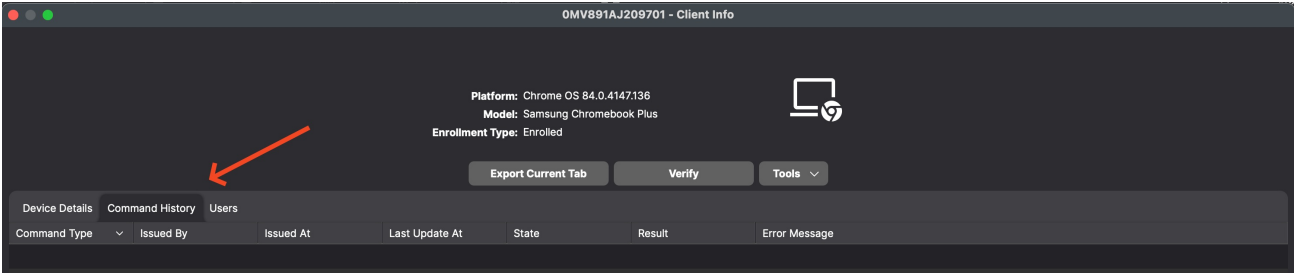 0MV891AJ209701 - Client Info
Platform: Chrome OS 84.0.4147.136
Model: Samsung Chromebook Plus
Enrollment Type: Enrolled
Export Current Tab Verify Tools
Device Details Command History Users
Command Type Issued By Issued At Last Update At State Result Error Message